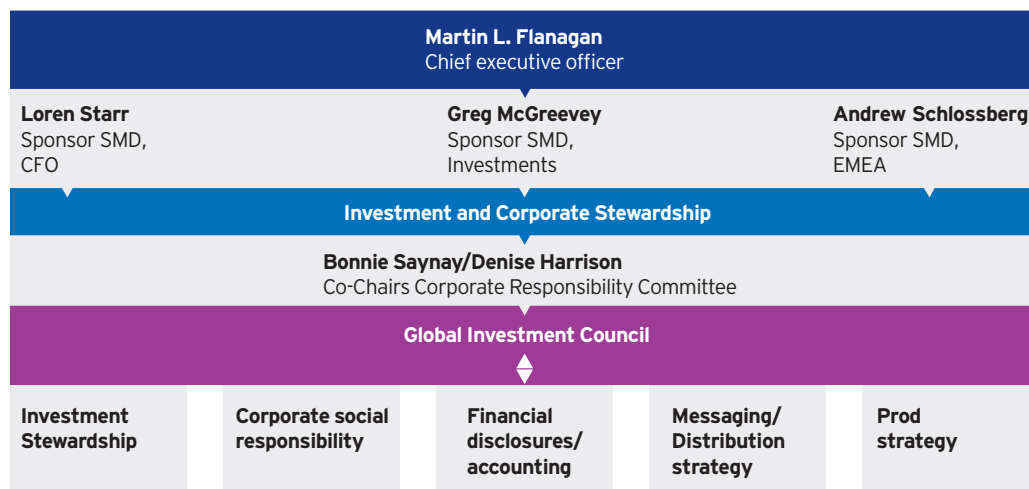 Martin L. Flanagan
Chief executive officer
Loren Starr
Sponsor SMD,
CFO
Greg McGreevey
Sponsor SMD,
Investments
Andrew Schlossberg
Sponsor SMD,
EMEA
Investment and Corporate Stewardship
Bonnie Saynay/Denise Harrison
Co-Chairs Corporate Responsibility Committee
Global Investment Council
Investment
Stewardship
Corporate social
responsibility
Financial
disclosures/
accounting
Messaging/
Distribution
strategy
Prod
strategy